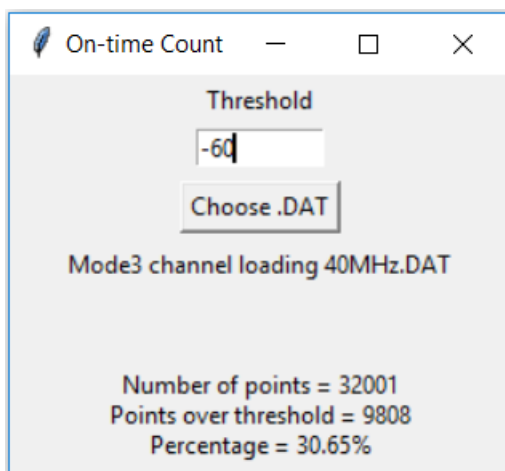 On-time Count
Threshold
-60
Choose .DAT
Mode3 channel loading 40MHz.DAT
Number of points = 32001
Points over threshold = 9808
Percentage = 30.65%